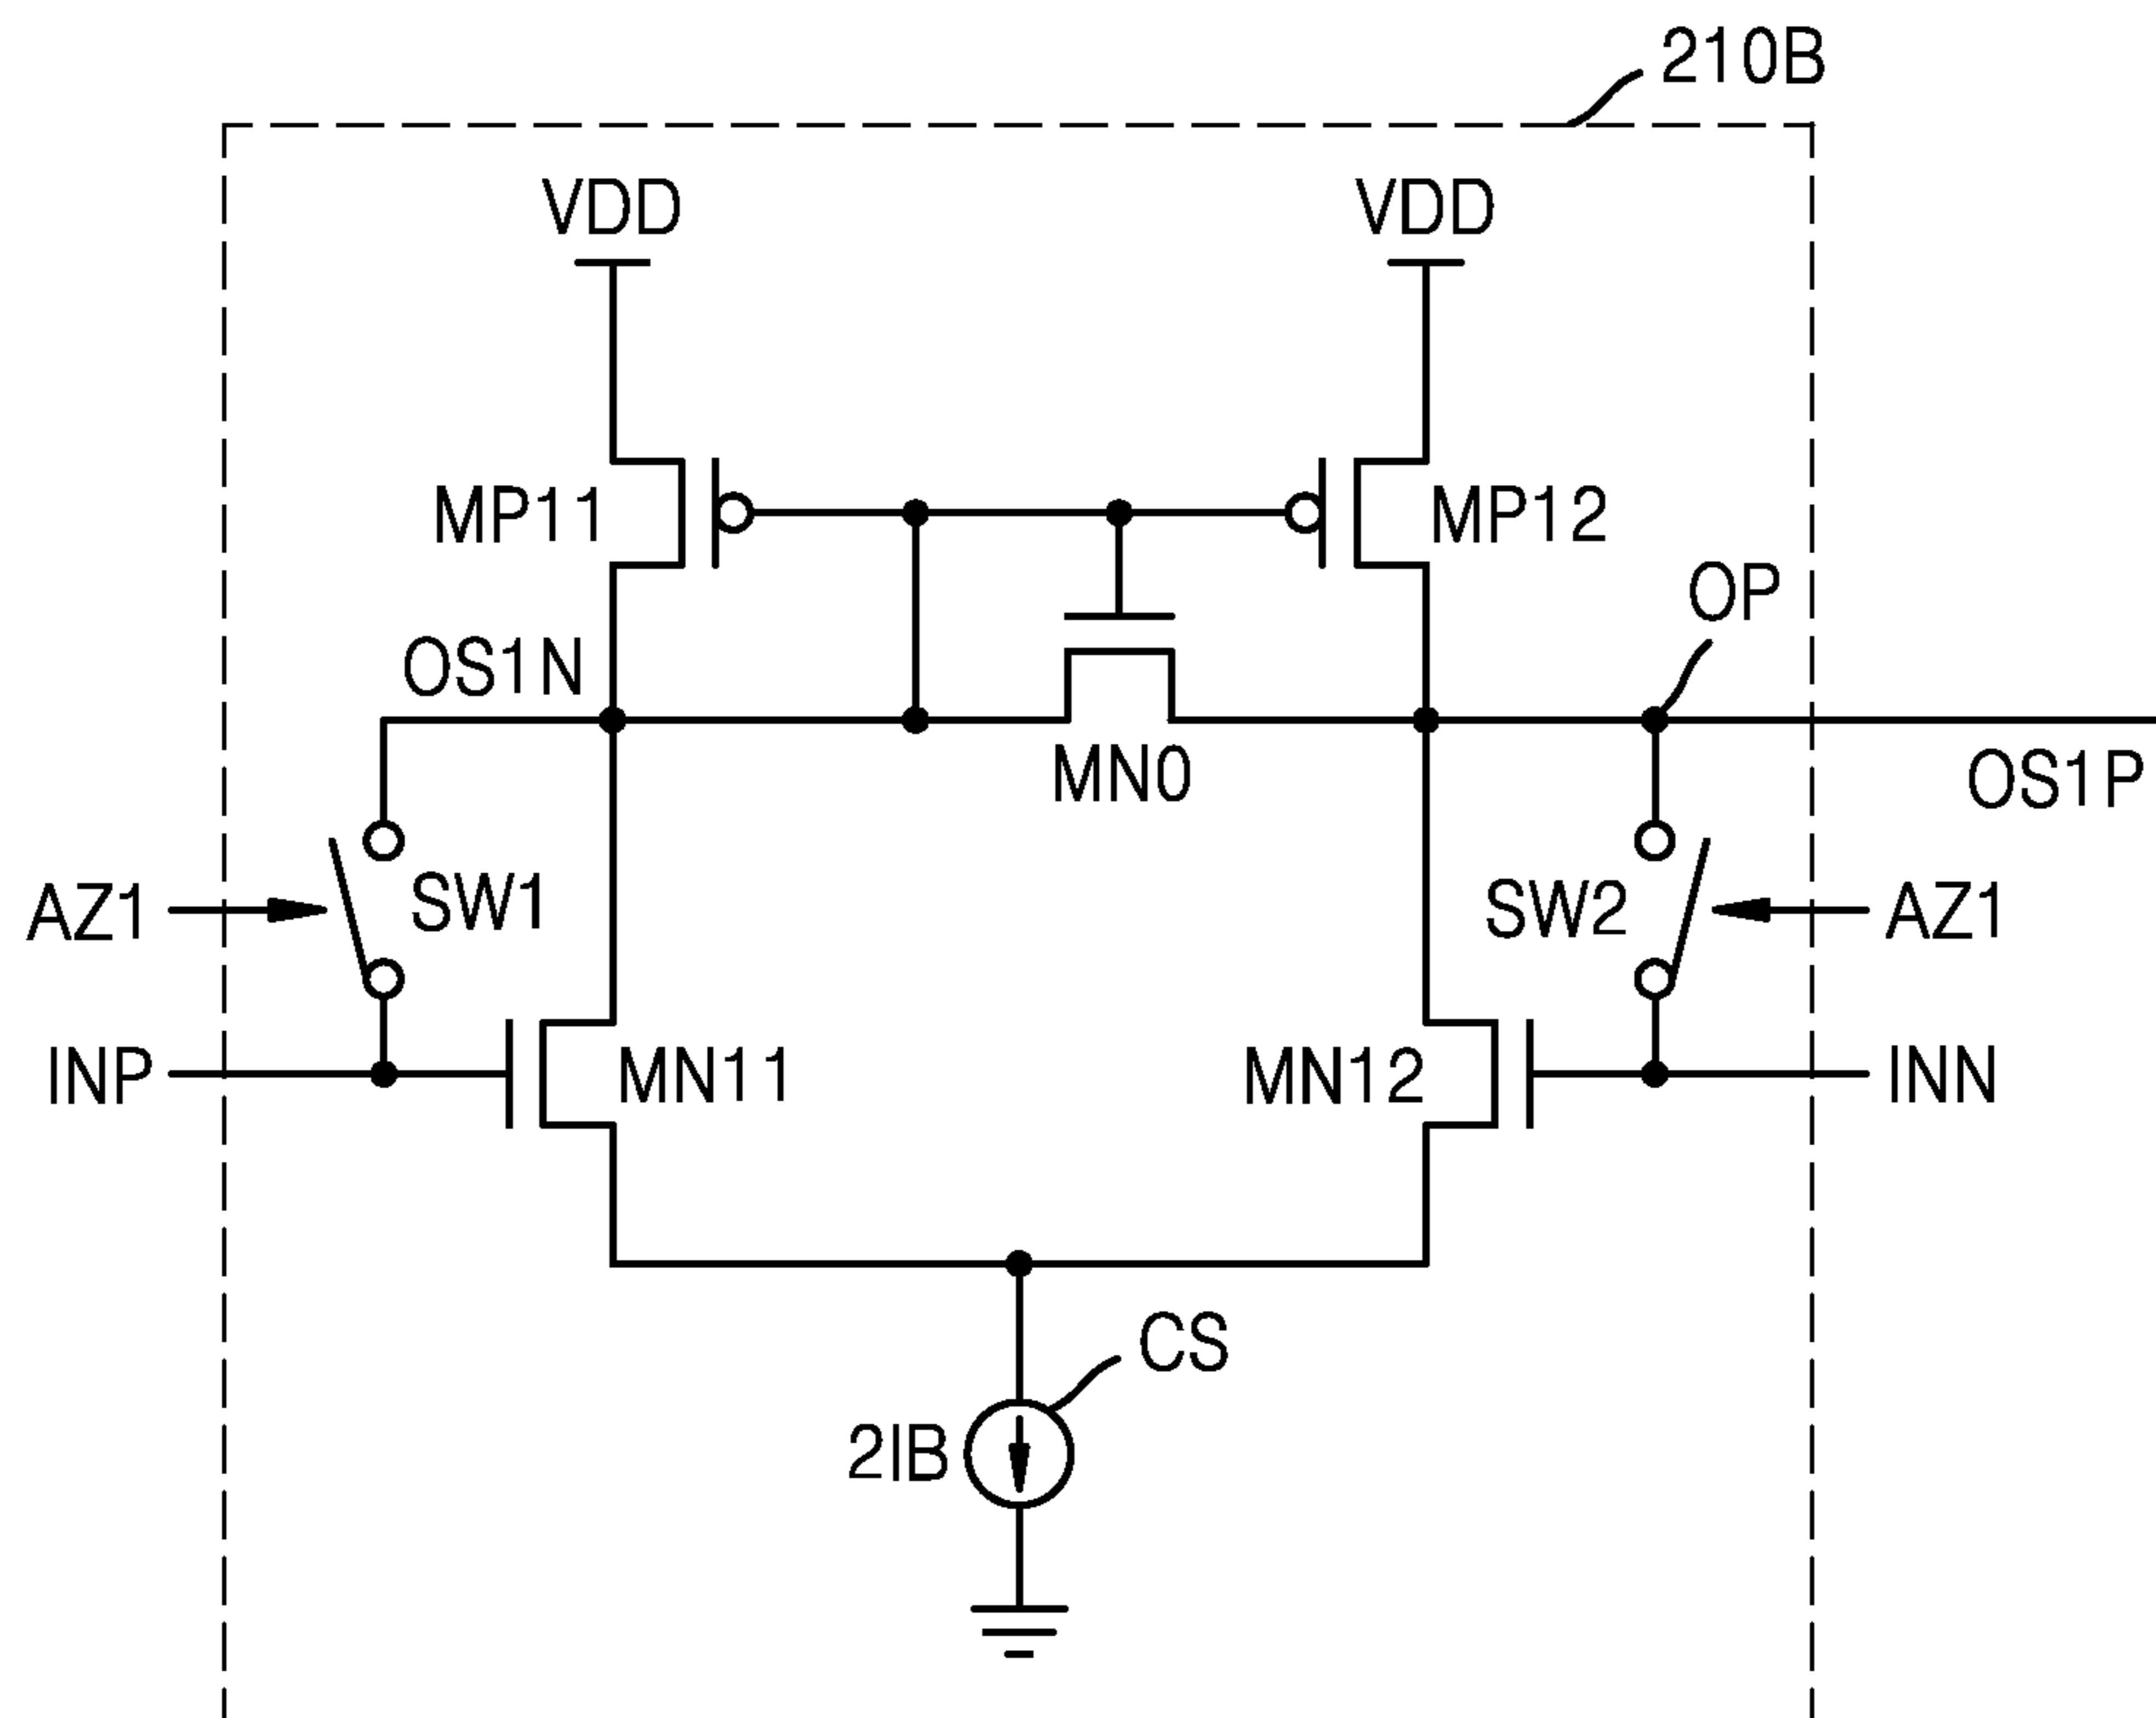 210B
VDD VDD
MP11 MP12
OP
OS1N
MN0
OS1P
AZ1 SW1 SW2 AZ1
INP MN11 MN12 INN
CS
2IB